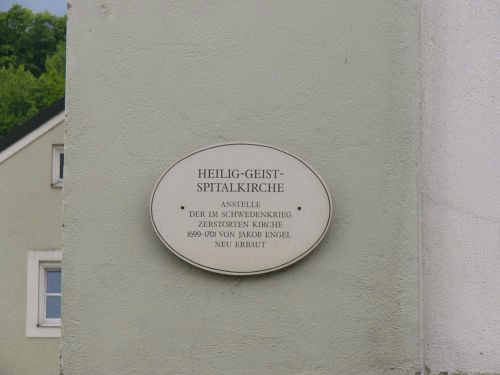 HEILIG-GEIST-
SPITALKIRCHE
ANSTELLE
DER IM SCHWEDENKRIEG
ZERSTÖRTEN KIRCHE
1699-1701 VON JAKOB ENGEL
NEU ERBAUT